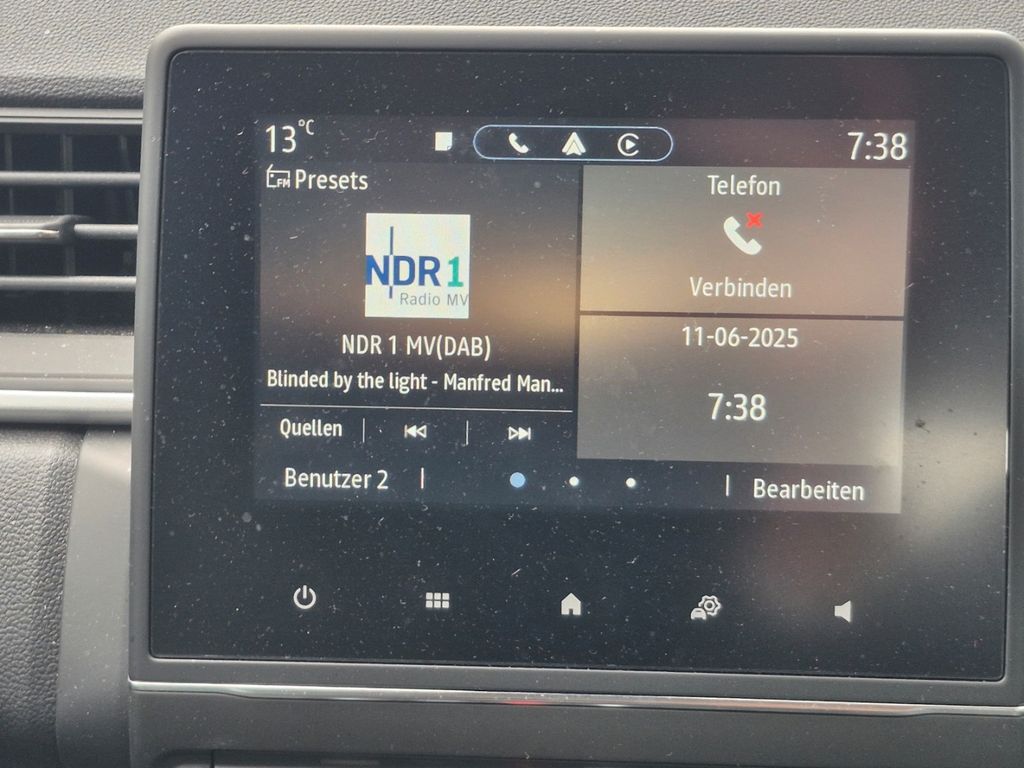 13°C
7:38
FM Presets
NDR 1
Radio MV
NDR 1 MV(DAB)
Blinded by the light - Manfred Man...
Quellen
Telefon
Verbinden
11-06-2025
7:38
Benutzer 2
Bearbeiten